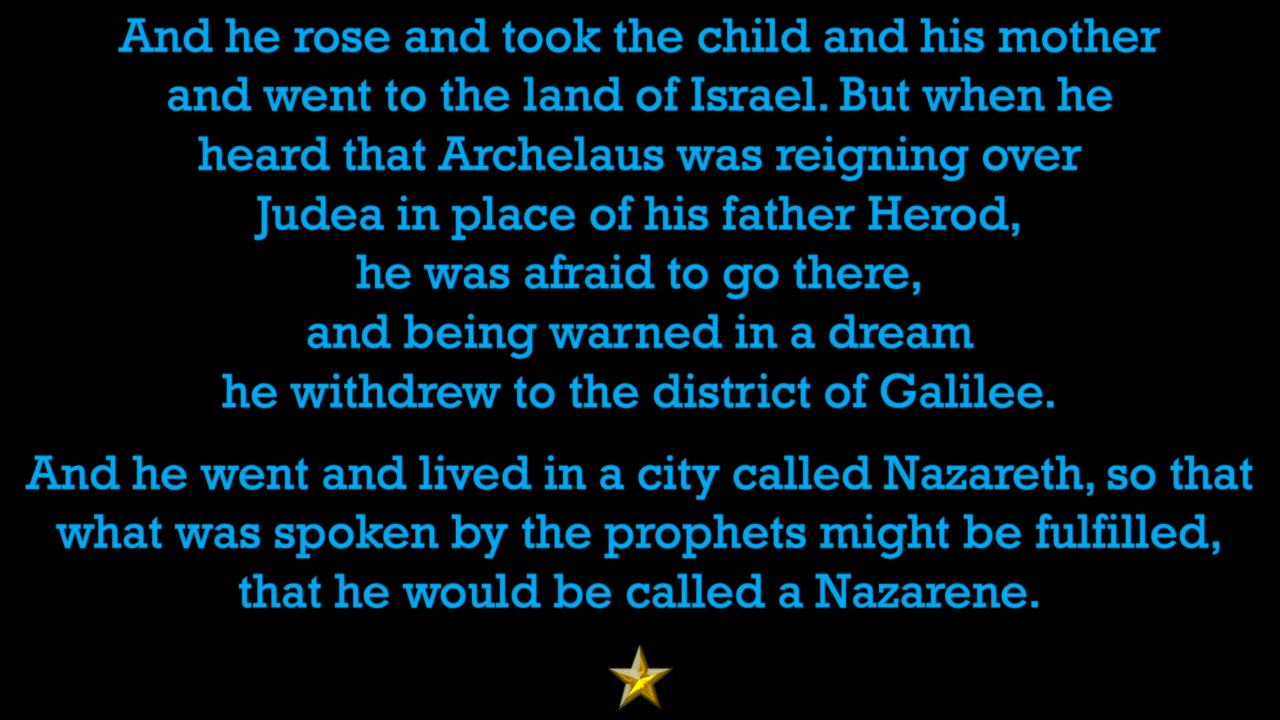 And he rose and took the child and his mother
and went to the land of Israel. But when he
heard that Archelaus was reigning over
Judea in place of his father Herod,
he was afraid to go there,
and being warned in a dream
he withdrew to the district of Galilee.
And he went and lived in a city called Nazareth, so that
what was spoken by the prophets might be fulfilled,
that he would be called a Nazarene.